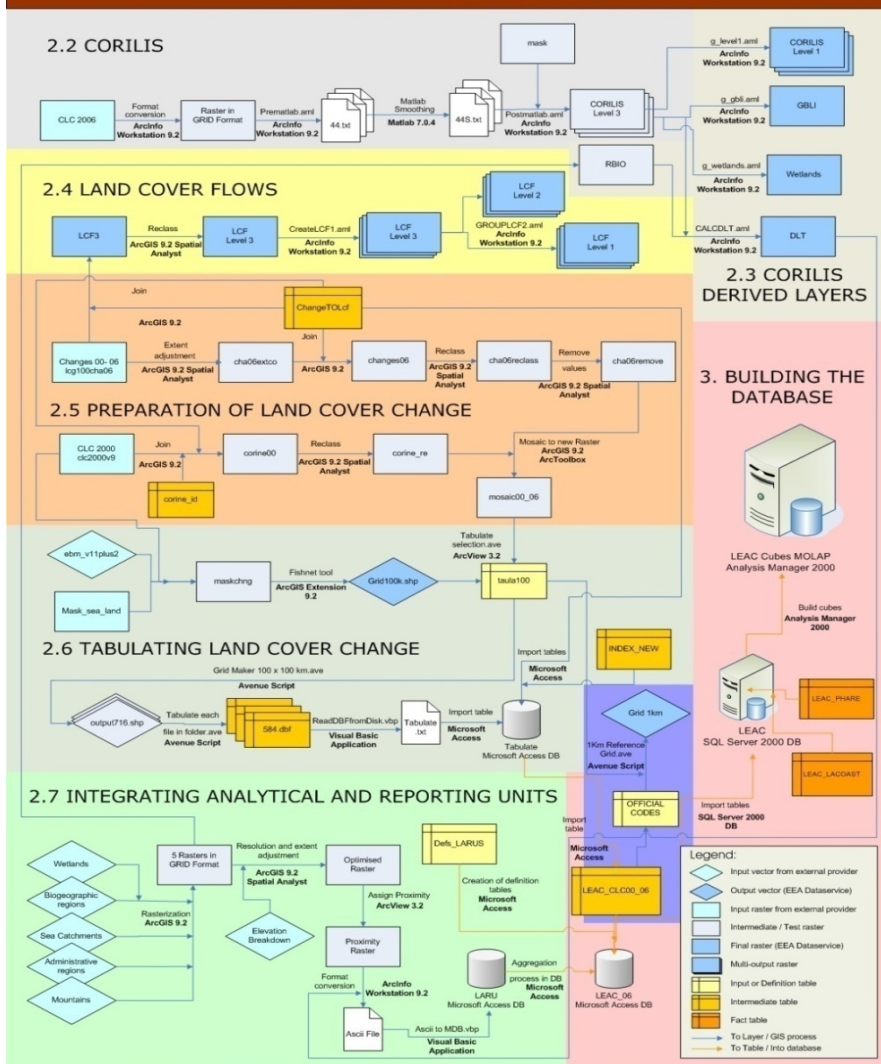 2.2 CORILIS
mask
g_level1.aml
ArcInfo
Workstation 9.2
CORILIS
Level 1
CLC 2006
Format
conversion
ArcInfo
Workstation 9.2
Raster in
GRID Format
Prematlab.aml
ArcInfo
Workstation 9.2
44.txt
Matlab
Smoothing
Matlab 7.0.4
44S.txt
Postmatlab.aml
ArcInfo
Workstation 9.2
CORILIS
Level 3
g_gbli.aml
ArcInfo
Workstation 9.2
GBLI
RBIO
g_wetlands.aml
ArcInfo
Workstation 9.2
Wetlands
CALCDLT.aml
ArcInfo
Workstation 9.2
DLT
2.3 CORILIS
DERIVED LAYERS
2.4 LAND COVER FLOWS
LCF3
Reclass
ArcGIS 9.2 Spatial
Analyst
LCF
Level 3
CreateLCF1.aml
ArcInfo
Workstation 9.2
LCF
Level 3
LCF
Level 2
GROUPLCF2.aml
ArcInfo
Workstation 9.2
LCF
Level 1
Join
ArcGIS 9.2
ChangeTOLcf
Join
ArcGIS 9.2
Changes 00- 06
lcg100cha06
Extent
adjustment
ArcGIS 9.2 Spatial
Analyst
cha06extco
changes06
Reclass
ArcGIS 9.2
Spatial
Analyst
cha06reclass
Remove
values
ArcGIS 9.2 Spatial
Analyst
cha06remove
2.5 PREPARATION OF LAND COVER CHANGE
CLC 2000
clc2000v9
Join
ArcGIS 9.2
corine_id
corine00
Reclass
ArcGIS 9.2 Spatial
Analyst
corine_re
Mosaic to new Raster
ArcGIS 9.2
ArcToolbox
mosaic00_06
3. BUILDING THE
DATABASE
LEAC Cubes MOLAP
Analysis Manager 2000
Build cubes
Analysis Manager
2000
LEAC
SQL Server 2000 DB
LEAC_PHARE
LEAC_LACOAST
Import tables
SQL Server 2000
DB
ebm_v11plus2
Mask_sea_land
maskchng
Fishnet tool
ArcGIS Extension
9.2
Grid100k.shp
Tabulate
selection.ave
ArcView 3.2
taula100
2.6 TABULATING LAND COVER CHANGE
Grid Maker 100 x 100 km.ave
Avenue Script
output716.shp
Tabulate each
file in folder.ave
Avenue Script
584.dbf
ReadDBFfromDisk.vbp
Visual Basic
Application
Tabulate
.txt
Import table
Microsoft
Access
Import tables
Microsoft
Access
INDEX_NEW
Tabulate
Microsoft Access DB
Grid 1km
1Km Reference
Grid.ave
Avenue Script
OFFICIAL
CODES
Import
table
Microsoft
Access
LEAC_CLC00_06
2.7 INTEGRATING ANALYTICAL AND REPORTING UNITS
Wetlands
Biogeographic
regions
Sea Catchments
Administrative
regions
Mountains
Rasterization
ArcGIS 9.2
5 Rasters in
GRID Format
Resolution and extent
adjustment
ArcGIS 9.2
Spatial Analyst
Elevation
Breakdown
Optimised
Raster
Assign Proximity
ArcView 3.2
Proximity
Raster
Format
conversion
ArcInfo
Workstation 9.2
Ascii File
Ascii to MDB.vbp
Visual Basic
Application
Defs_LARUS
Creation of definition
tables
Microsoft
Access
LARU
Microsoft Access DB
Aggregation
process in DB
Microsoft
Access
LEAC_06
Microsoft Access DB
Legend:
Input vector from external provider
Output vector (EEA Dataservice)
Input raster from external provider
Intermediate / Test raster
Final raster (EEA Dataservice)
Multi-output raster
Input or Definition table
Intermediate table
Fact table
To Layer / GIS process
To Table / Into database